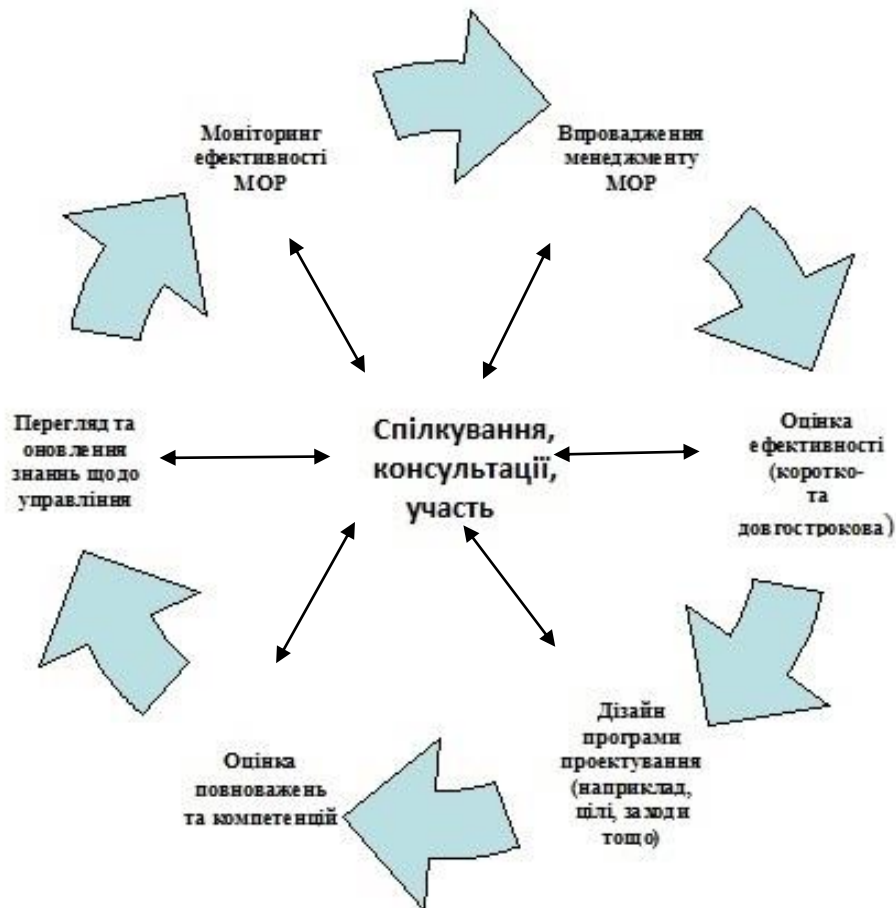 Моніторинг
ефективності
МОР
Впровадження
менеджменту
МОР
Перегляд та
оновлення
знаннь щодо
управління
Спілкування,
консультації,
участь
Оцінка
ефективності
(коротко-
та
довгострокова)
Оцінка
повноважень
та компетенцій
Дізайн
програми
проектування
(наприклад,
цілі, заходи
тощо)